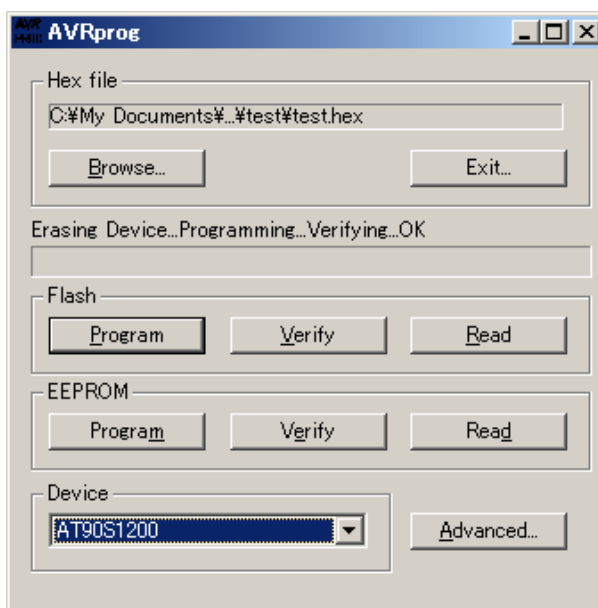 AVRprog
Hex file
C:¥My Documents¥...¥test¥test.hex
Browse... Exit...
Erasing Device...Programming...Verifying...OK
Flash
Program Verify Read
EEPROM
Program Verify Read
Device
AT90S1200 Advanced...